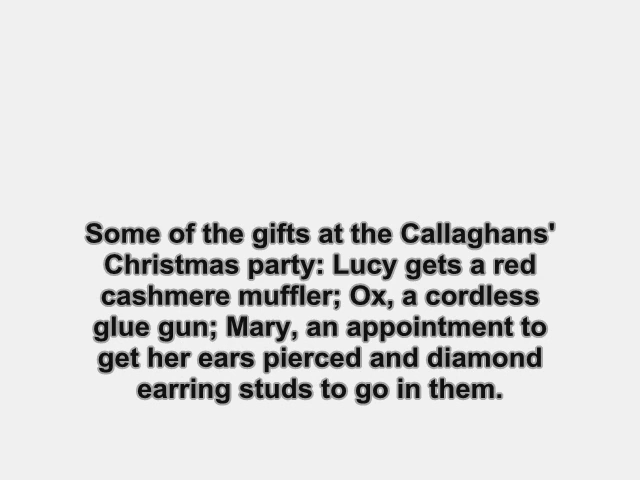 Some of the gifts at the Callaghans'
Christmas party: Lucy gets a red
cashmere muffler; Ox, a cordless
glue gun; Mary, an appointment to
get her ears pierced and diamond
earring studs to go in them.